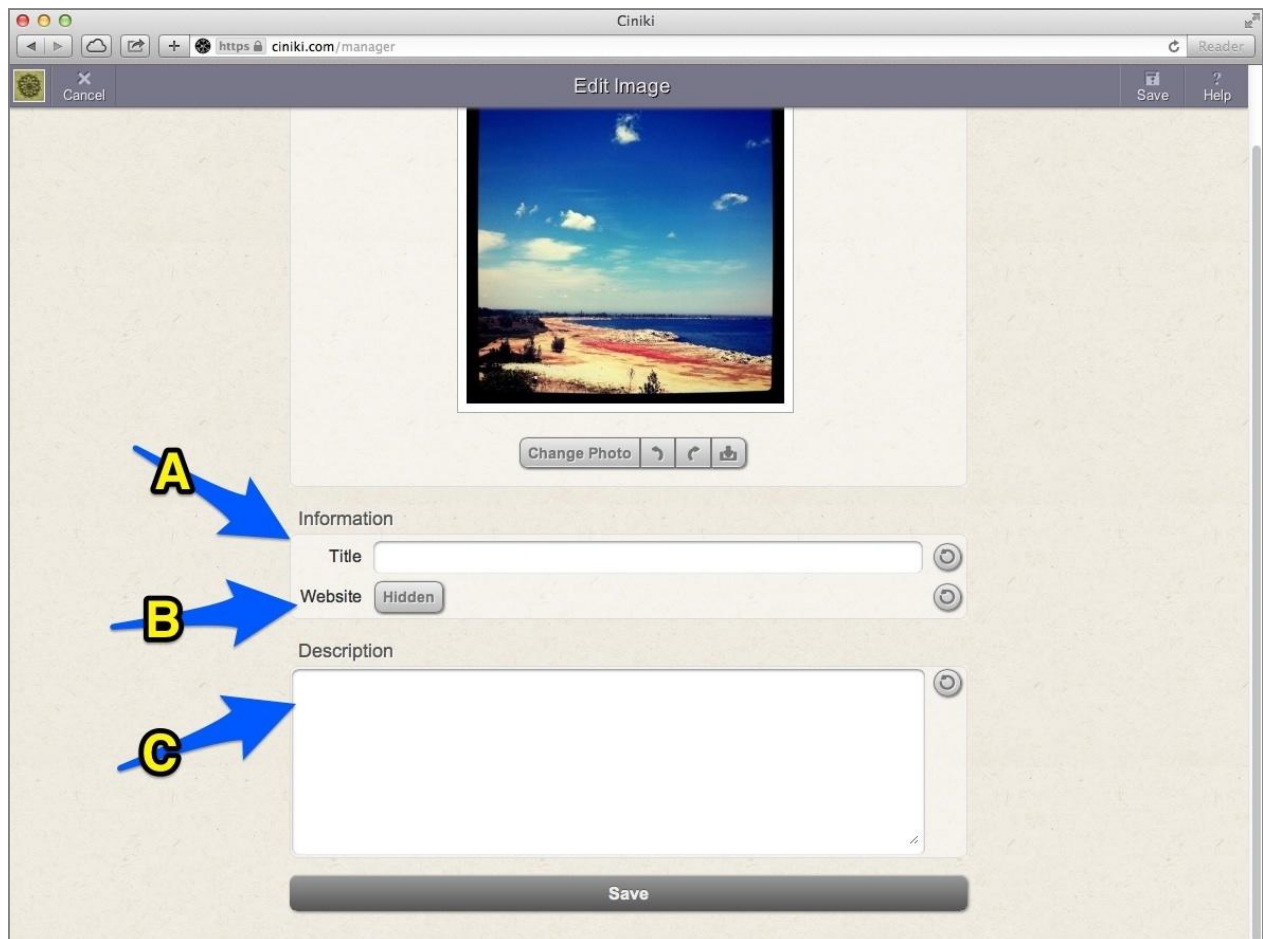 Ciniki
https ciniki.com/manager
Reader
Cancel
Edit Image
Save
? Help
Change Photo
A
Information
Title
B
Website Hidden
Description
C
Save